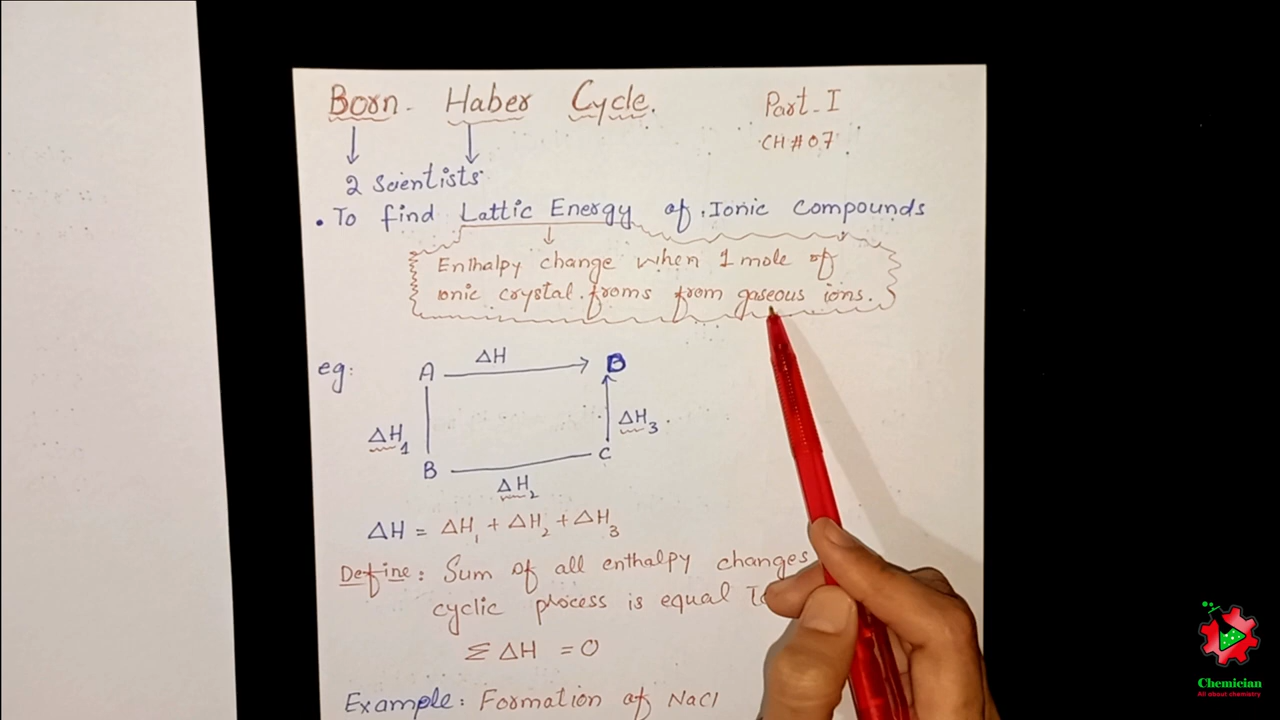 Born - Haber Cycle.
Part - I
CH # 07
2 Scientists
• To find Lattic Energy of Ionic Compounds
Enthalpy change when 1 mole of
ionic crystal froms from gaseous ions.
eg:
A ΔH B
ΔH1 ΔH3
B C
ΔH2
ΔH = ΔH1 + ΔH2 + ΔH3
Define: Sum of all enthalpy changes
cyclic process is equal
Σ ΔH = 0
Example: Formation of NaCl
Chemician
All about chemistry